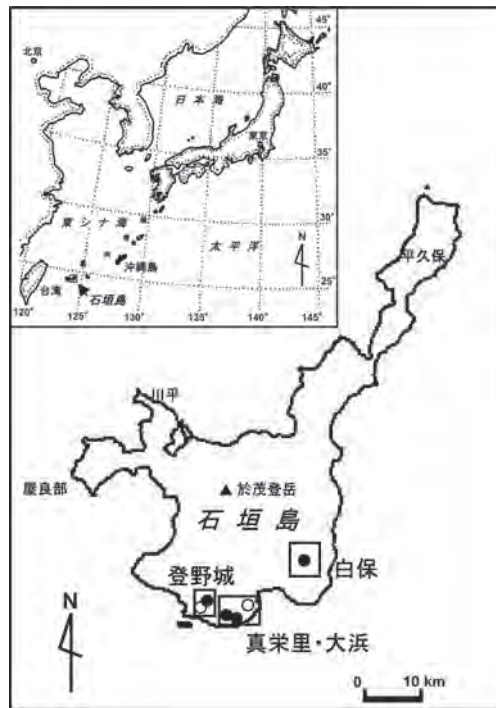 45°
45°
北京
40°
日本海
東京
35°
30°
東シナ海
太平洋
N
沖縄島
25°
台湾
石垣島
120°
125°
130°
135°
140°
145°
平久保
川平
屋良部
於茂登岳
石垣島
白保
登野城
N
真栄里・大浜
0
10 km